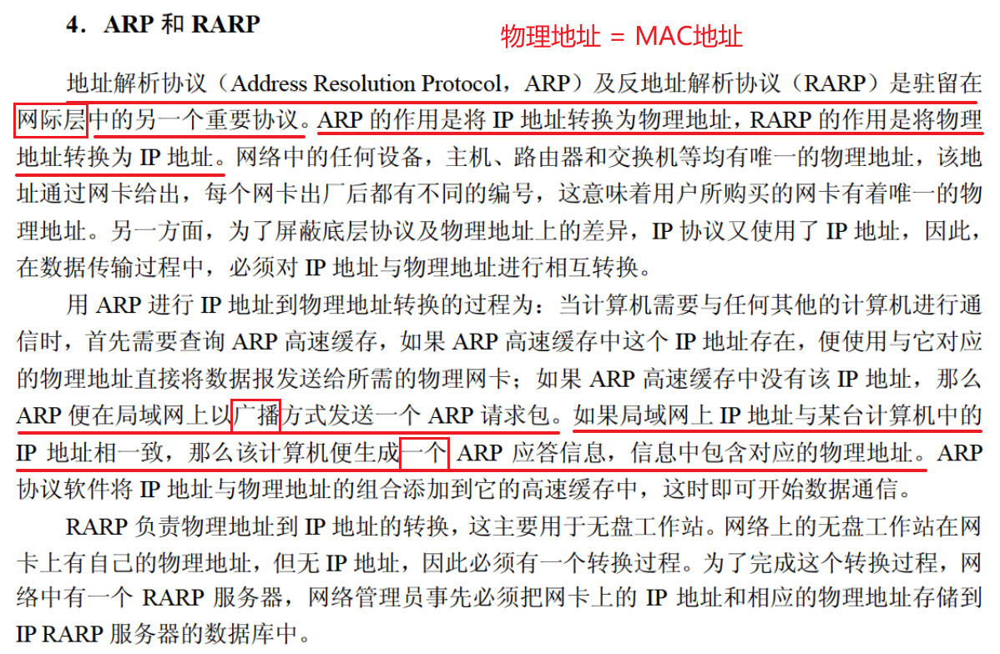 4．ARP 和 RARP
物理地址 = MAC地址
地址解析协议（Address Resolution Protocol，ARP）及反地址解析协议（RARP）是驻留在
网际层中的另一个重要协议。ARP 的作用是将 IP 地址转换为物理地址，RARP 的作用是将物理
地址转换为 IP 地址。网络中的任何设备，主机、路由器和交换机等均有唯一的物理地址，该地
址通过网卡给出，每个网卡出厂后都有不同的编号，这意味着用户所购买的网卡有着唯一的物
理地址。另一方面，为了屏蔽底层协议及物理地址上的差异，IP 协议又使用了 IP 地址，因此，
在数据传输过程中，必须对 IP 地址与物理地址进行相互转换。
用 ARP 进行 IP 地址到物理地址转换的过程为：当计算机需要与任何其他的计算机进行通
信时，首先需要查询 ARP 高速缓存，如果 ARP 高速缓存中这个 IP 地址存在，便使用与它对应
的物理地址直接将数据报发送给所需的物理网卡；如果 ARP 高速缓存中没有该 IP 地址，那么
ARP 便在局域网上以广播方式发送一个 ARP 请求包。如果局域网上 IP 地址与某台计算机中的
IP 地址相一致，那么该计算机便生成一个 ARP 应答信息，信息中包含对应的物理地址。ARP
协议软件将 IP 地址与物理地址的组合添加到它的高速缓存中，这时即可开始数据通信。
RARP 负责物理地址到 IP 地址的转换，这主要用于无盘工作站。网络上的无盘工作站在网
卡上有自己的物理地址，但无 IP 地址，因此必须有一个转换过程。为了完成这个转换过程，网
络中有一个 RARP 服务器，网络管理员事先必须把网卡上的 IP 地址和相应的物理地址存储到
IP RARP 服务器的数据库中。